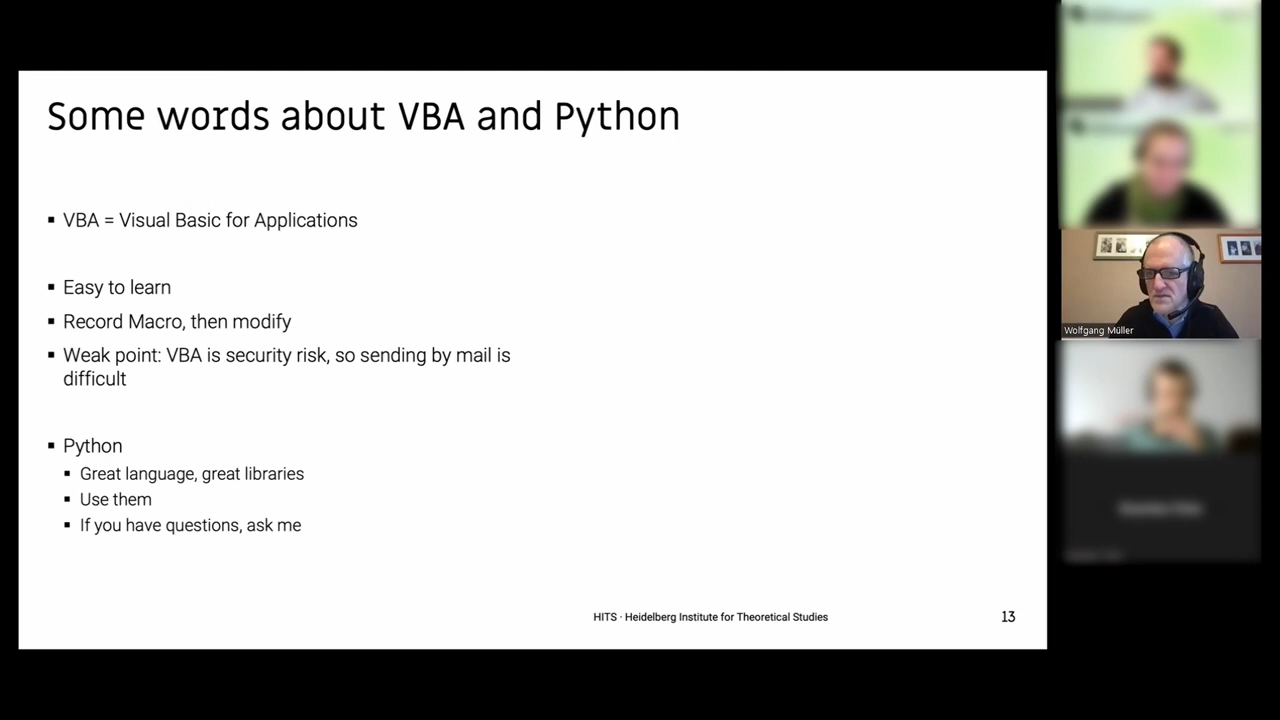 Some words about VBA and Python
▪ VBA = Visual Basic for Applications
▪ Easy to learn
▪ Record Macro, then modify
▪ Weak point: VBA is security risk, so sending by mail is
difficult
▪ Python
▪ Great language, great libraries
▪ Use them
▪ If you have questions, ask me
HITS · Heidelberg Institute for Theoretical Studies
13
Wolfgang Müller